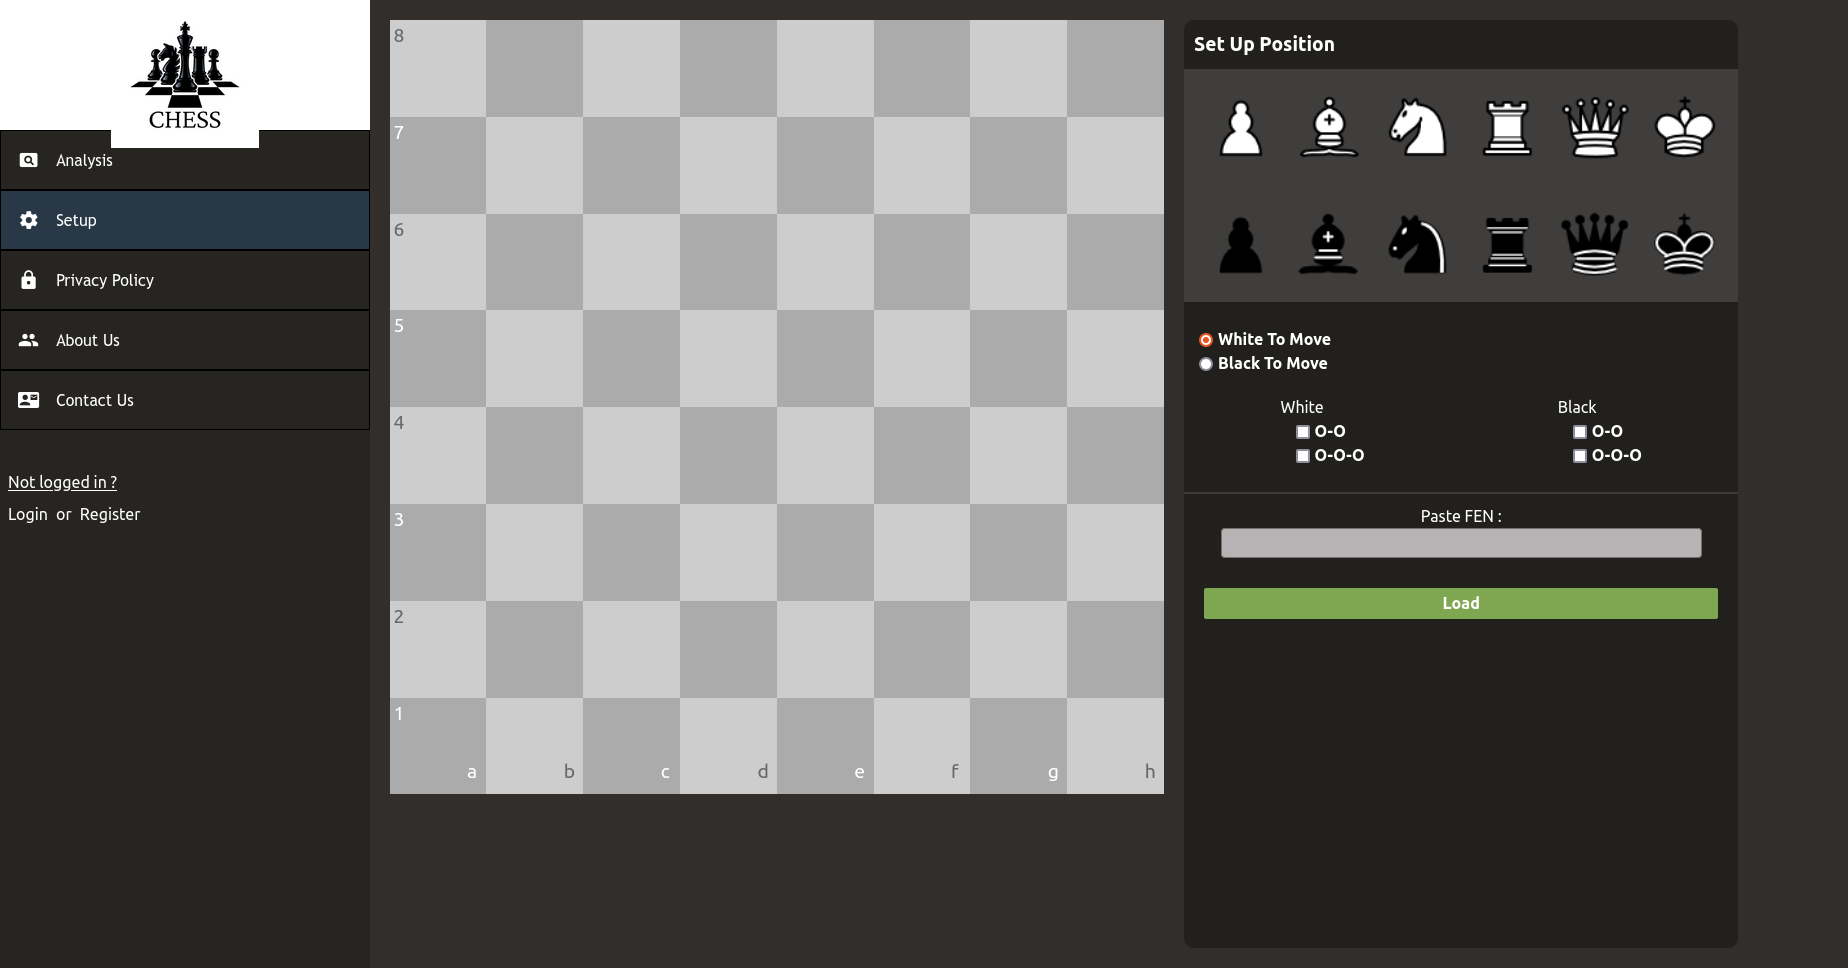 CHESS
Analysis
Setup
Privacy Policy
About Us
Contact Us
Not logged in ?
Login or Register
8
7
6
5
4
3
2
1
a b c d e f g h
Set Up Position
White To Move
Black To Move
White Black
O-O O-O
O-O-O O-O-O
Paste FEN :
Load